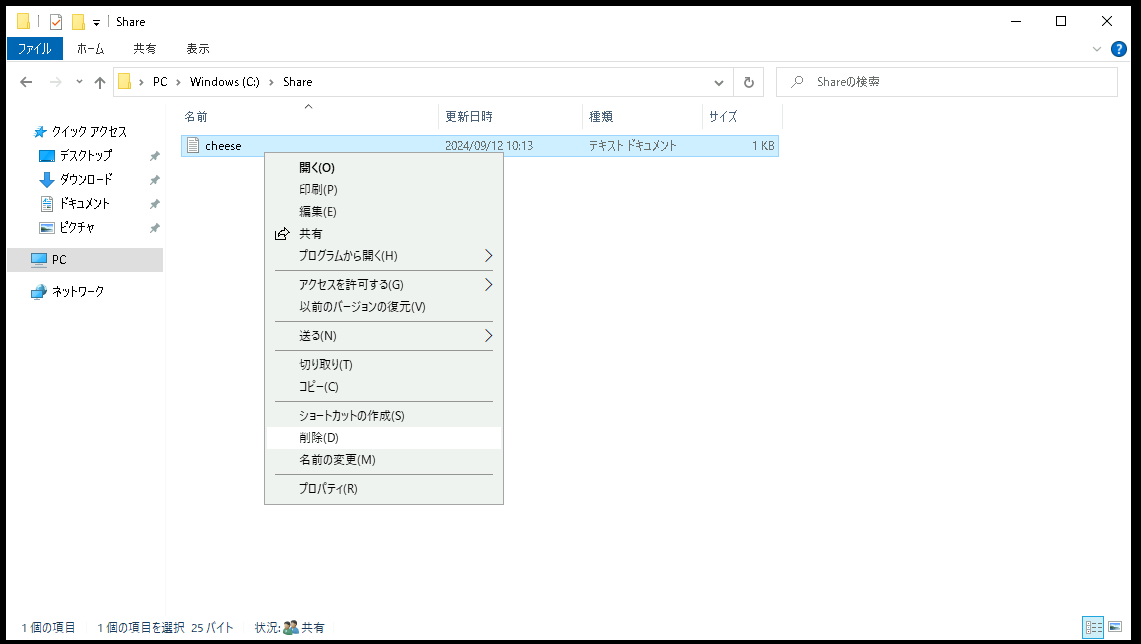 Share
ファイル ホーム 共有 表示
PC Windows (C:) Share
Shareの検索
クイック アクセス
デスクトップ
ダウンロード
ドキュメント
ピクチャ
PC
ネットワーク
名前 更新日時 種類 サイズ
cheese 2024/09/12 10:13 テキスト ドキュメント 1 KB
開く(O)
印刷(P)
編集(E)
共有
プログラムから開く(H)
アクセスを許可する(G)
以前のバージョンの復元(V)
送る(N)
切り取り(T)
コピー(C)
ショートカットの作成(S)
削除(D)
名前の変更(M)
プロパティ(R)
1 個の項目 1 個の項目を選択 25 バイト 状況: 共有